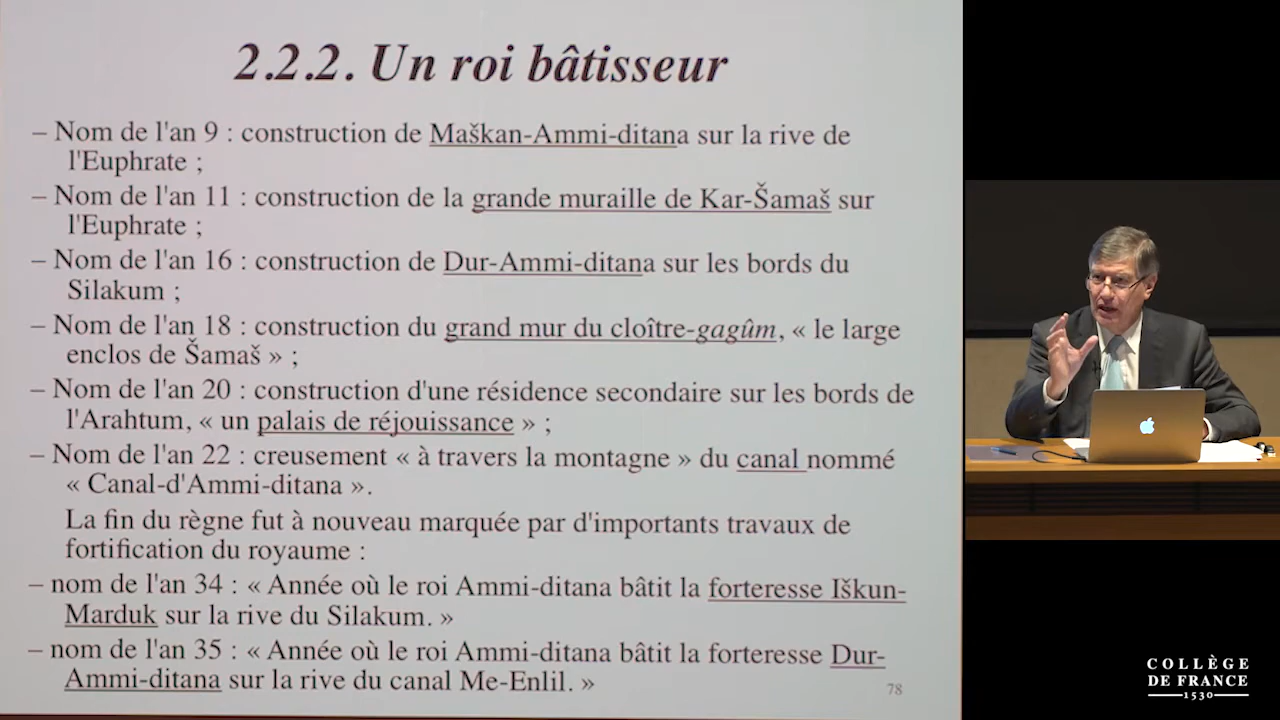 2.2.2. Un roi bâtisseur
– Nom de l'an 9 : construction de Maškan-Ammi-ditana sur la rive de
l'Euphrate ;
– Nom de l'an 11 : construction de la grande muraille de Kar-Šamaš sur
l'Euphrate ;
– Nom de l'an 16 : construction de Dur-Ammi-ditana sur les bords du
Silakum ;
– Nom de l'an 18 : construction du grand mur du cloître-gagûm, « le large
enclos de Šamaš » ;
– Nom de l'an 20 : construction d'une résidence secondaire sur les bords de
l'Arahtum, « un palais de réjouissance » ;
– Nom de l'an 22 : creusement « à travers la montagne » du canal nommé
« Canal-d'Ammi-ditana ».
La fin du règne fut à nouveau marquée par d'importants travaux de
fortification du royaume :
– nom de l'an 34 : « Année où le roi Ammi-ditana bâtit la forteresse Iškun-
Marduk sur la rive du Silakum. »
– nom de l'an 35 : « Année où le roi Ammi-ditana bâtit la forteresse Dur-
Ammi-ditana sur la rive du canal Me-Enlil. »
78
COLLÈGE
DE FRANCE
1530